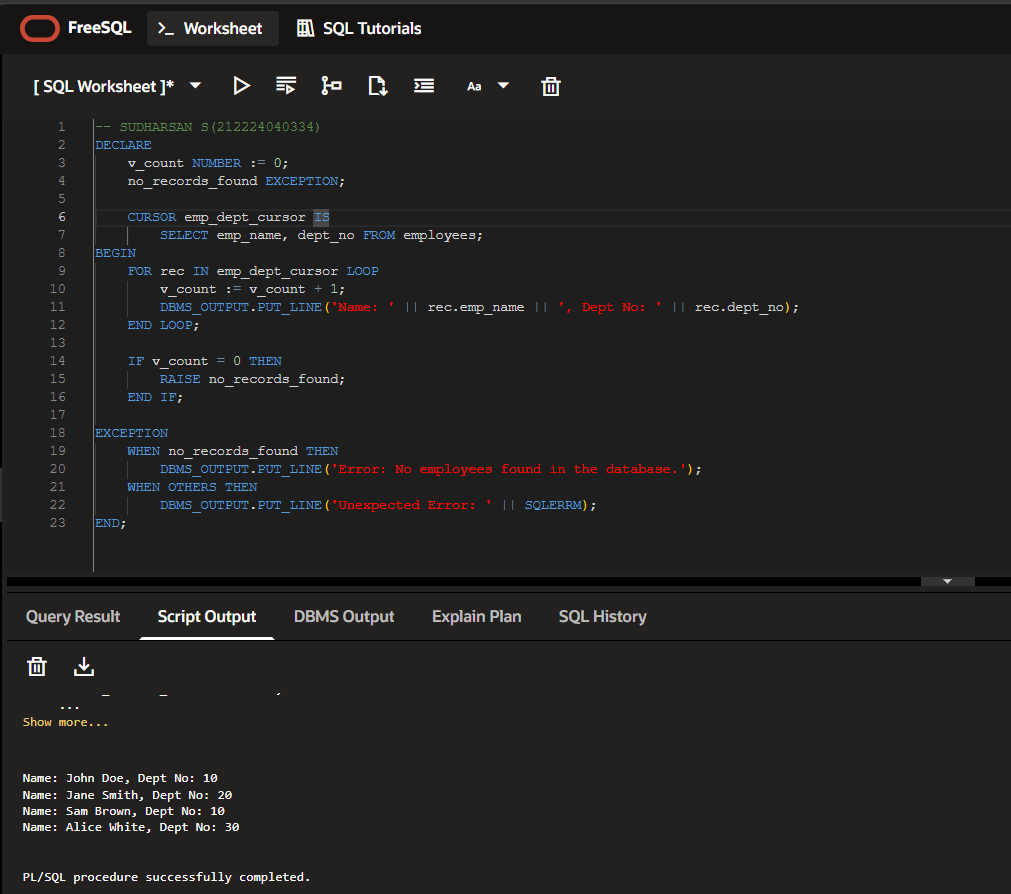 FreeSQL
>_ Worksheet
SQL Tutorials
[ SQL Worksheet ]*
Aa
1 -- SUDHARSAN S(212224040334)
2 DECLARE
3     v_count NUMBER := 0;
4     no_records_found EXCEPTION;
5
6     CURSOR emp_dept_cursor IS
7         SELECT emp_name, dept_no FROM employees;
8 BEGIN
9     FOR rec IN emp_dept_cursor LOOP
10         v_count := v_count + 1;
11         DBMS_OUTPUT.PUT_LINE('Name: ' || rec.emp_name || ', Dept No: ' || rec.dept_no);
12     END LOOP;
13
14     IF v_count = 0 THEN
15         RAISE no_records_found;
16     END IF;
17
18 EXCEPTION
19     WHEN no_records_found THEN
20         DBMS_OUTPUT.PUT_LINE('Error: No employees found in the database.');
21     WHEN OTHERS THEN
22         DBMS_OUTPUT.PUT_LINE('Unexpected Error: ' || SQLERRM);
23 END;
Query Result
Script Output
DBMS Output
Explain Plan
SQL History
...
Show more...
Name: John Doe, Dept No: 10
Name: Jane Smith, Dept No: 20
Name: Sam Brown, Dept No: 10
Name: Alice White, Dept No: 30
PL/SQL procedure successfully completed.